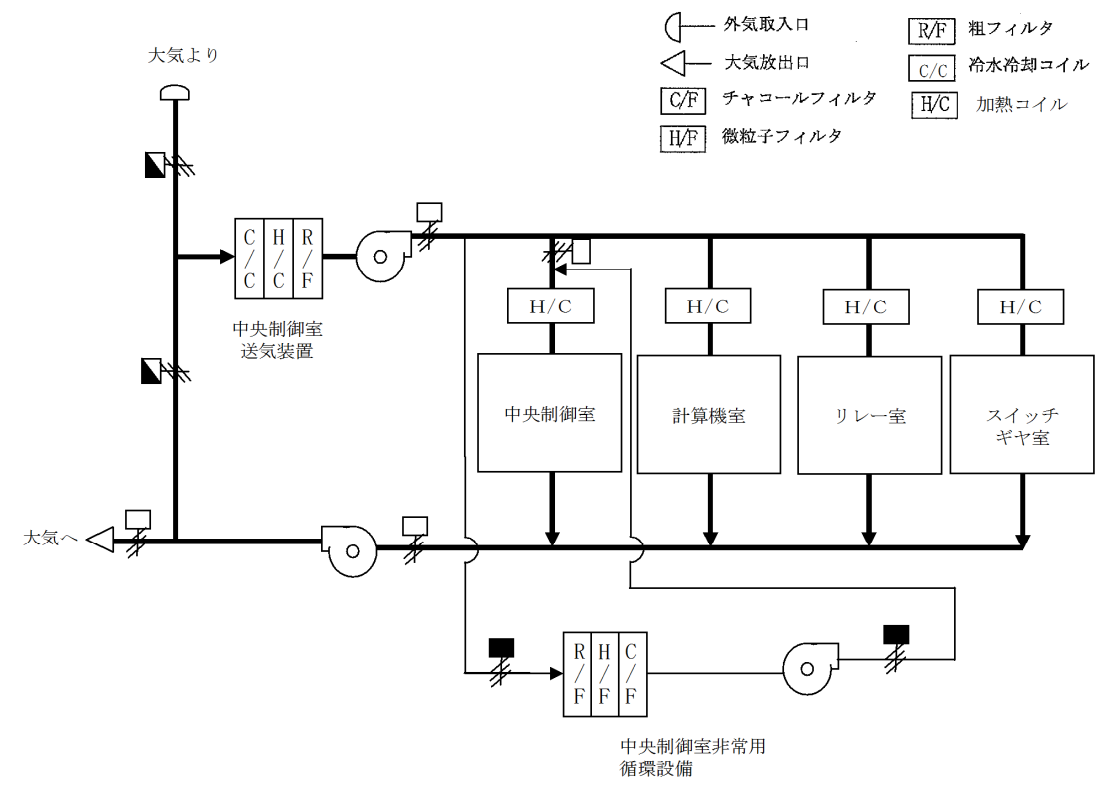 外気取入口
大気放出口
C/F チャコールフィルタ
H/F 微粒子フィルタ
R/F 粗フィルタ
C/C 冷水冷却コイル
H/C 加熱コイル
大気より
C/C H/C R/F
中央制御室
送気装置
H/C
H/C
H/C
H/C
中央制御室
計算機室
リレー室
スイッチ
ギヤ室
大気へ
R/F H/F C/F
中央制御室非常用
循環設備